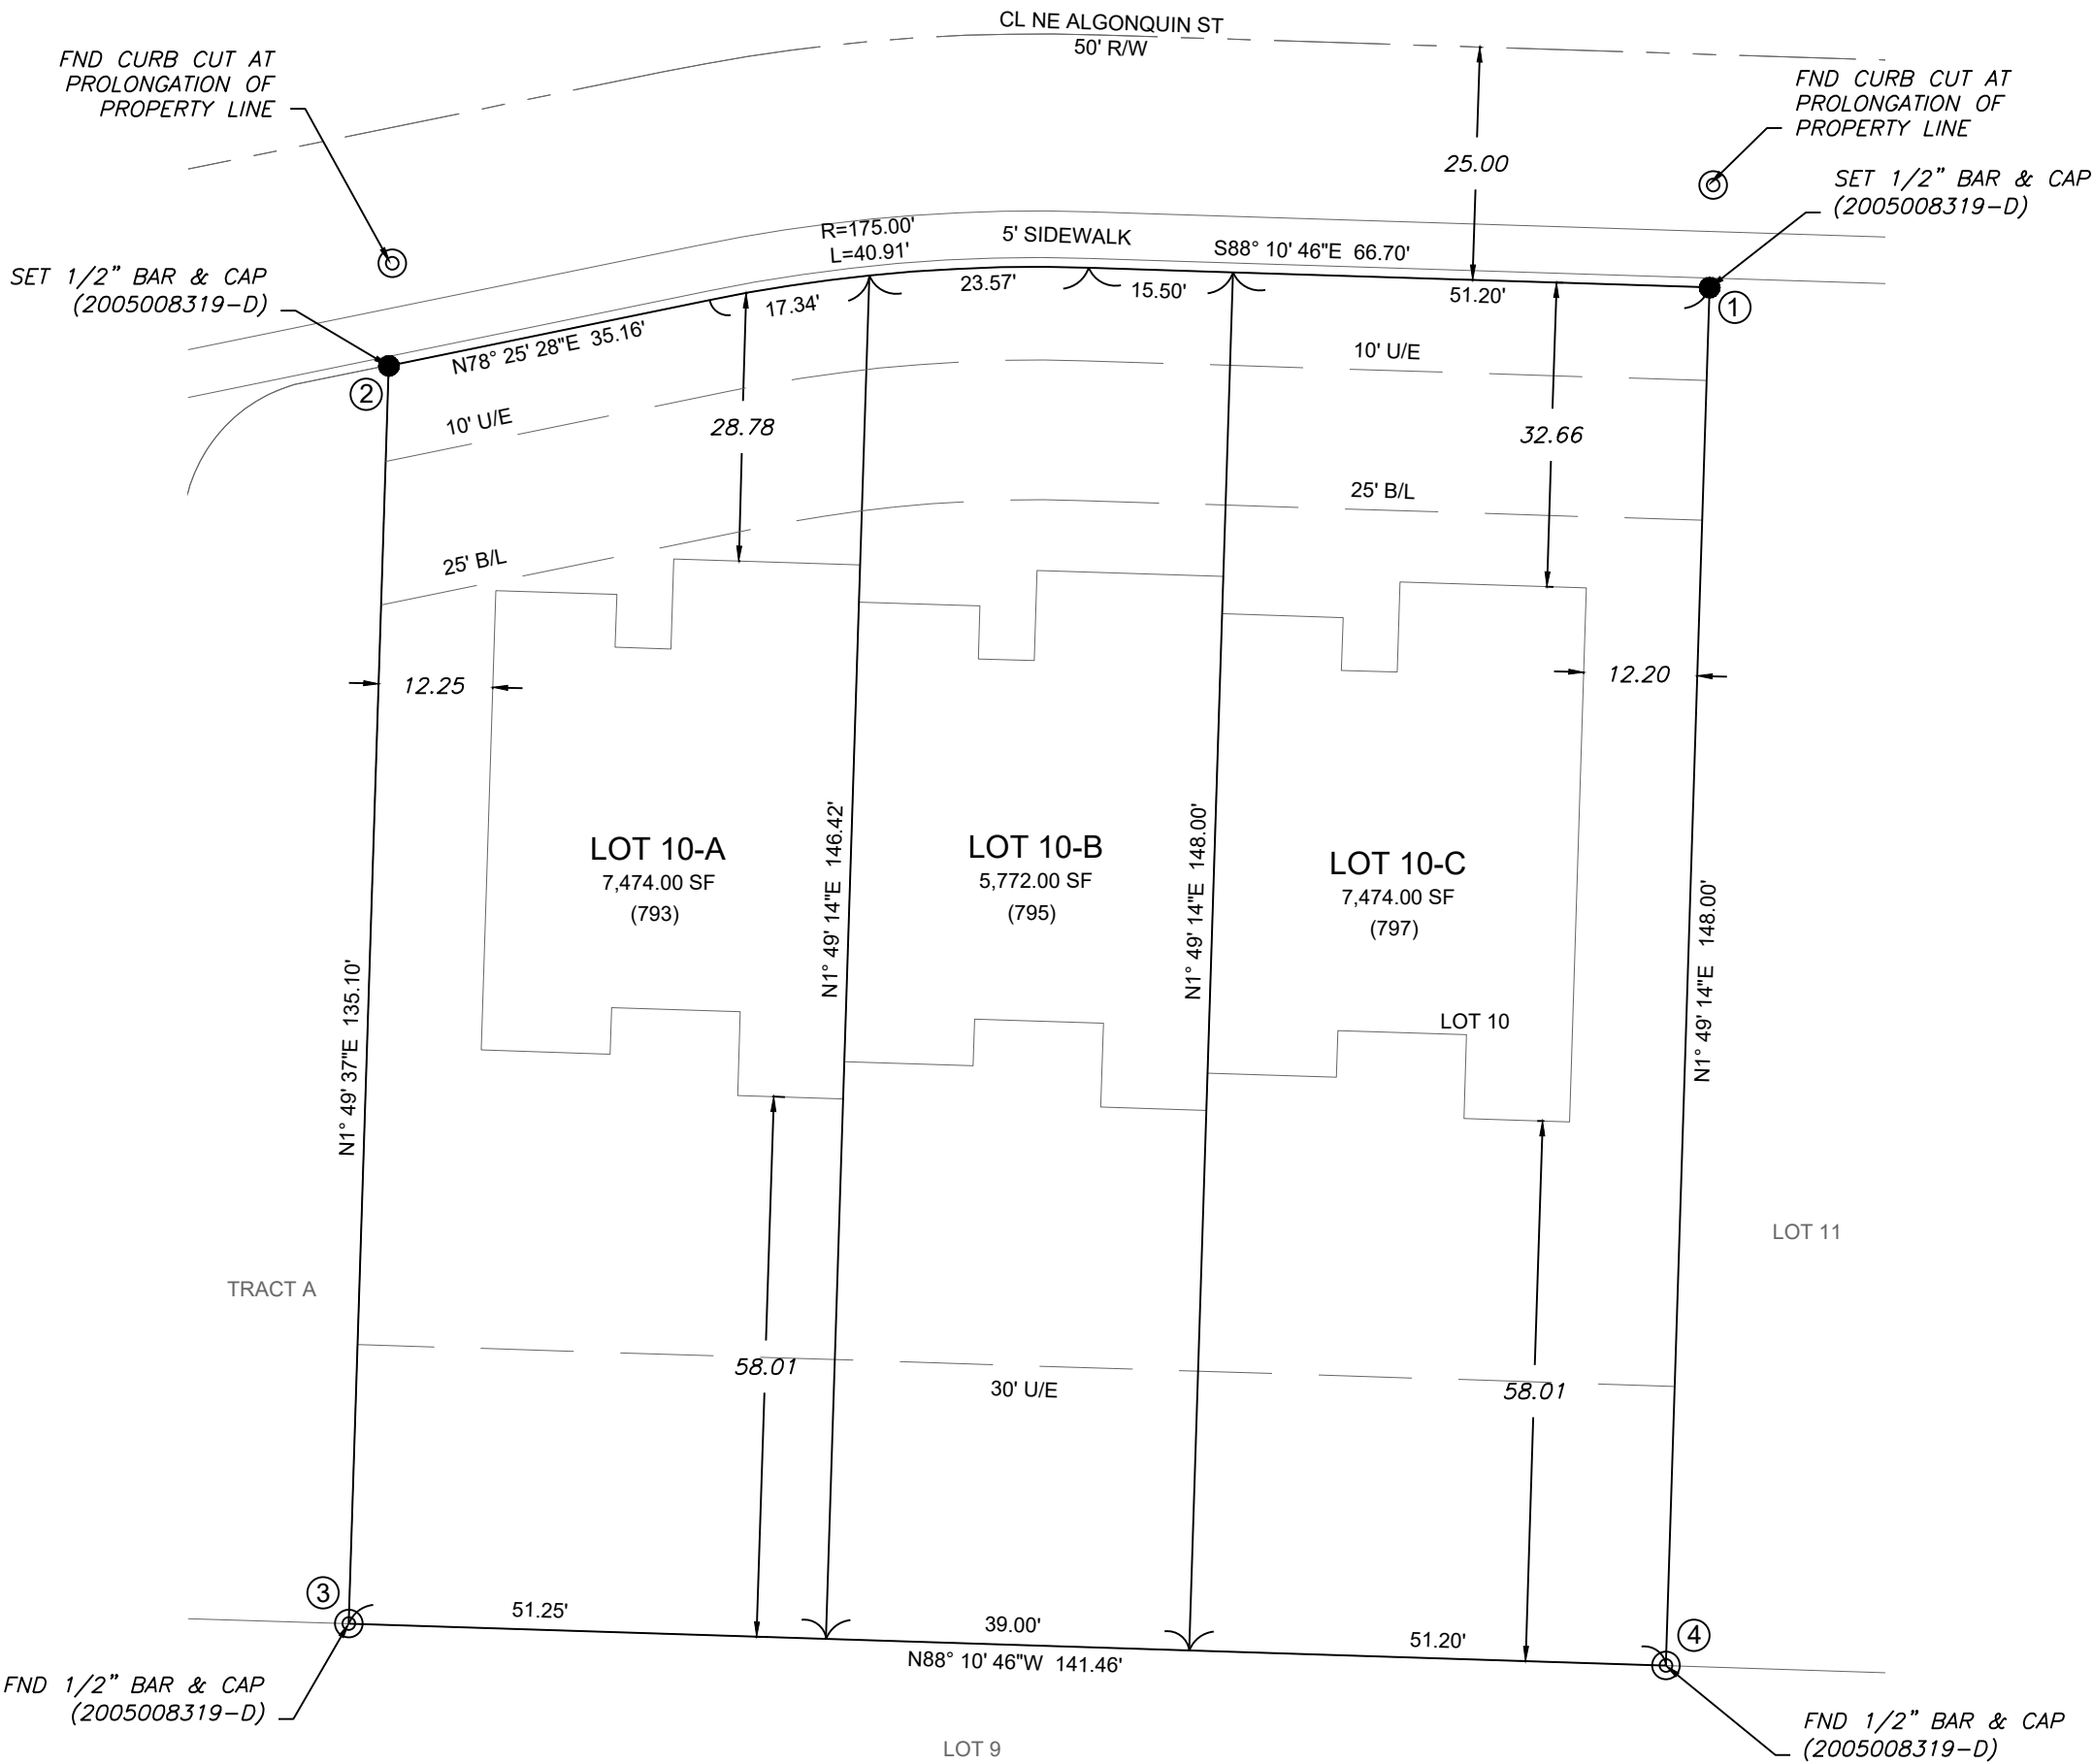 CL NE ALGONQUIN ST
50' R/W
FND CURB CUT AT
PROLONGATION OF
PROPERTY LINE
FND CURB CUT AT
PROLONGATION OF
PROPERTY LINE
25.00
SET 1/2" BAR & CAP
(2005008319-D)
R=175.00'
L=40.91'
5' SIDEWALK
S88° 10' 46"E 66.70'
SET 1/2" BAR & CAP
(2005008319-D)
17.34'
23.57'
15.50'
51.20'
1
N78° 25' 28"E 35.16'
2
10' U/E
10' U/E
28.78
32.66
25' B/L
25' B/L
12.25
12.20
LOT 10-A
7,474.00 SF
(793)
LOT 10-B
5,772.00 SF
(795)
LOT 10-C
7,474.00 SF
(797)
N1° 49' 37"E 135.10'
N1° 49' 14"E 146.42'
N1° 49' 14"E 148.00'
N1° 49' 14"E 148.00'
LOT 10
LOT 11
TRACT A
58.01
30' U/E
58.01
3
51.25'
39.00'
51.20'
4
N88° 10' 46"W 141.46'
FND 1/2" BAR & CAP
(2005008319-D)
FND 1/2" BAR & CAP
(2005008319-D)
LOT 9